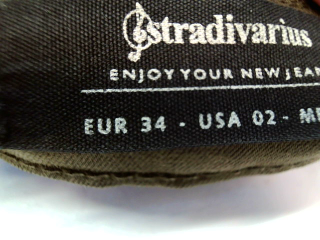 stradivarius
ENJOY YOUR NEW JEAN
EUR 34 - USA 02 -